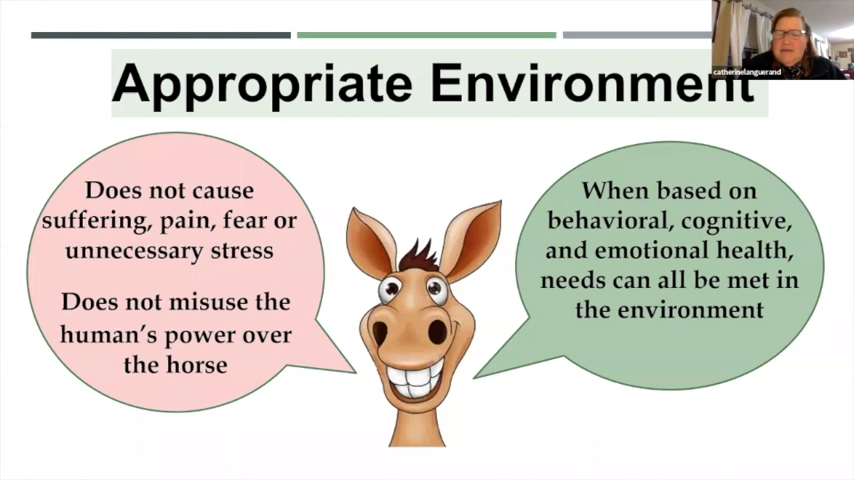 catherinelanguerand
Appropriate Environment
Does not cause
suffering, pain, fear or
unnecessary stress
Does not misuse the
human's power over
the horse
When based on
behavioral, cognitive,
and emotional health,
needs can all be met in
the environment